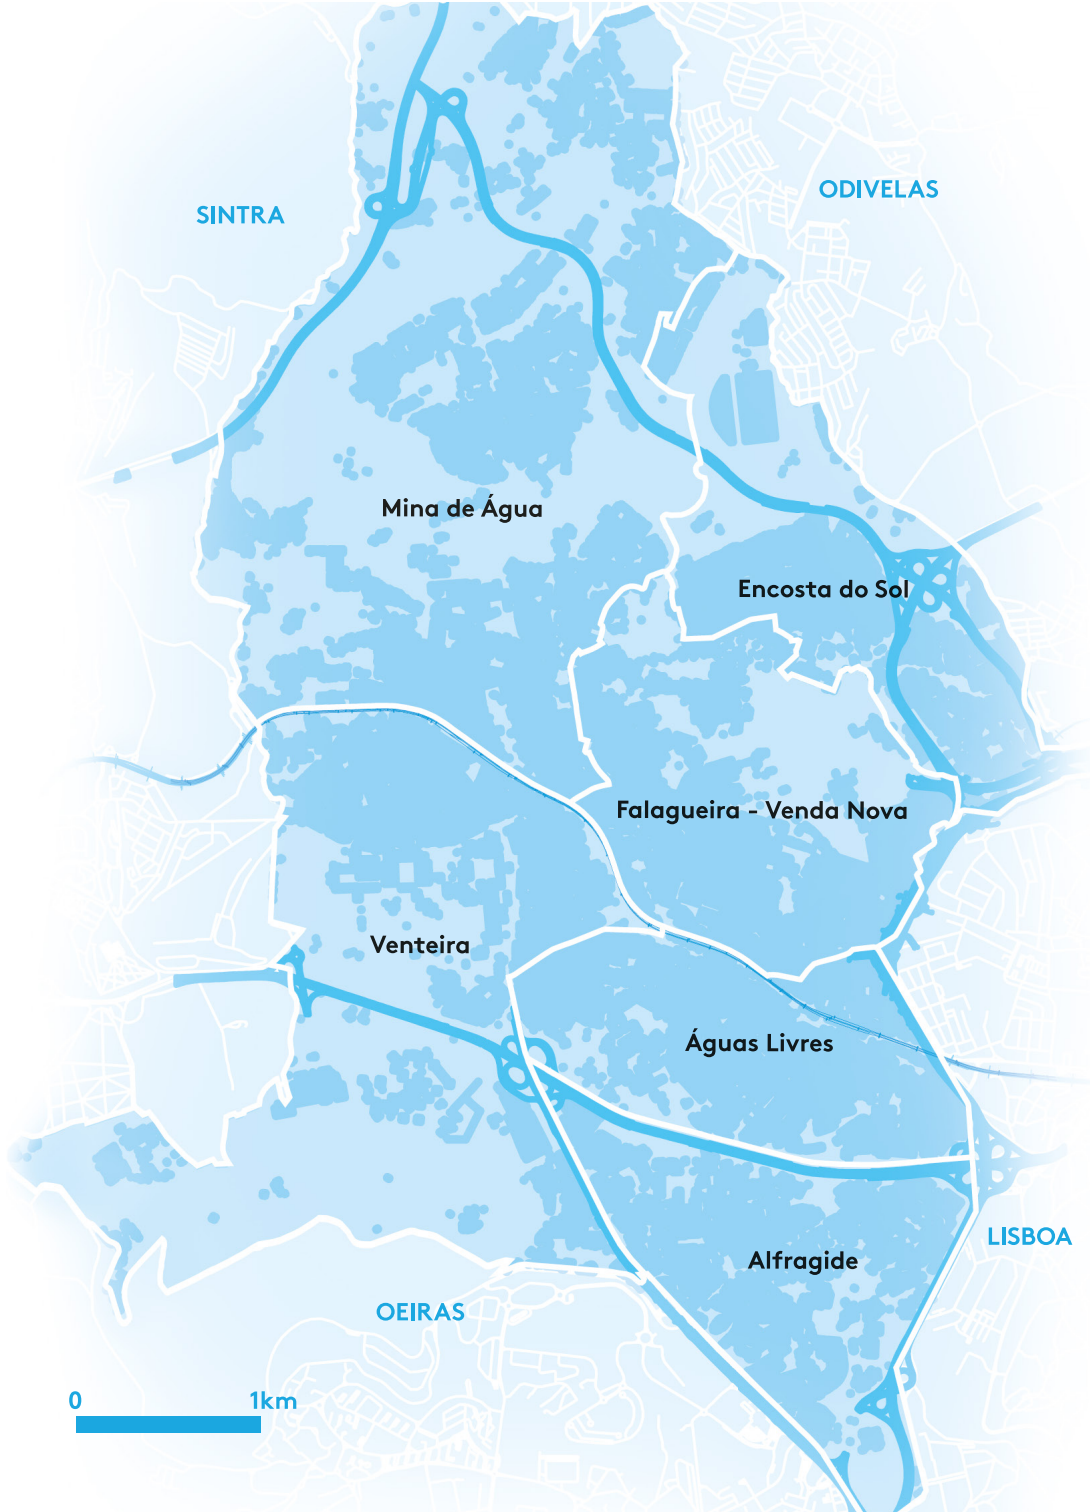 ODIVELAS
SINTRA
Mina de Água
Encosta do Sol
Falagueira - Venda Nova
Venteira
Águas Livres
LISBOA
Alfragide
OEIRAS
0 1km